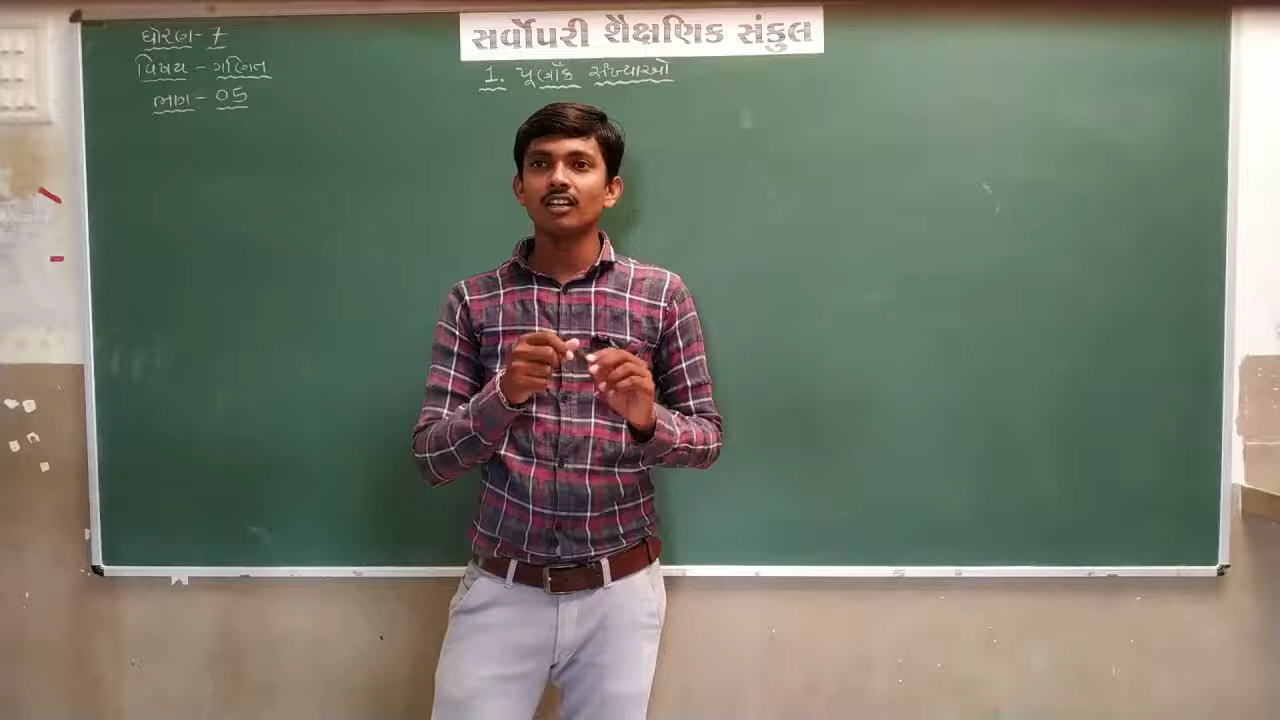 સર્વોપરી શૈક્ષણિક સંકુલ
ધોરણ - 7
વિષય - ગણિત
ભાગ - 05
1. પૂર્ણાંક સંખ્યાઓ